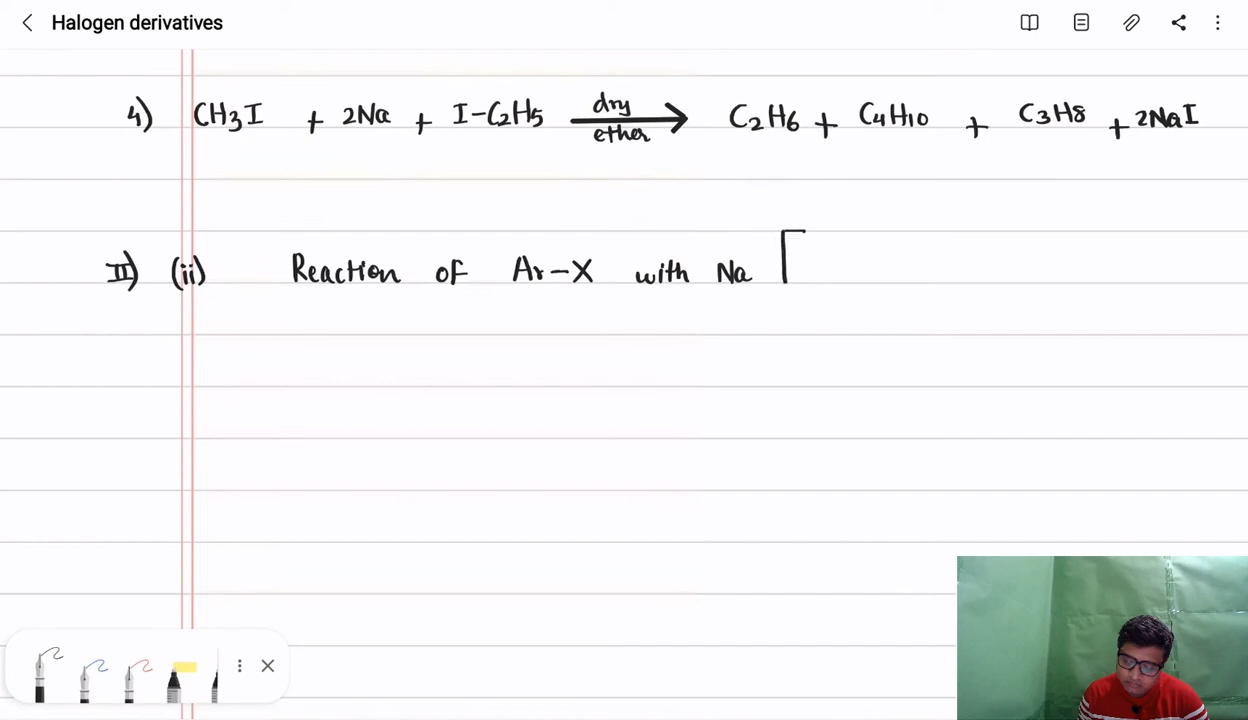 Halogen derivatives
4) CH3I + 2Na + I-C2H5 dry ether C2H6 + C4H10 + C3H8 + 2NaI
II) (ii) Reaction of Ar-X with Na [